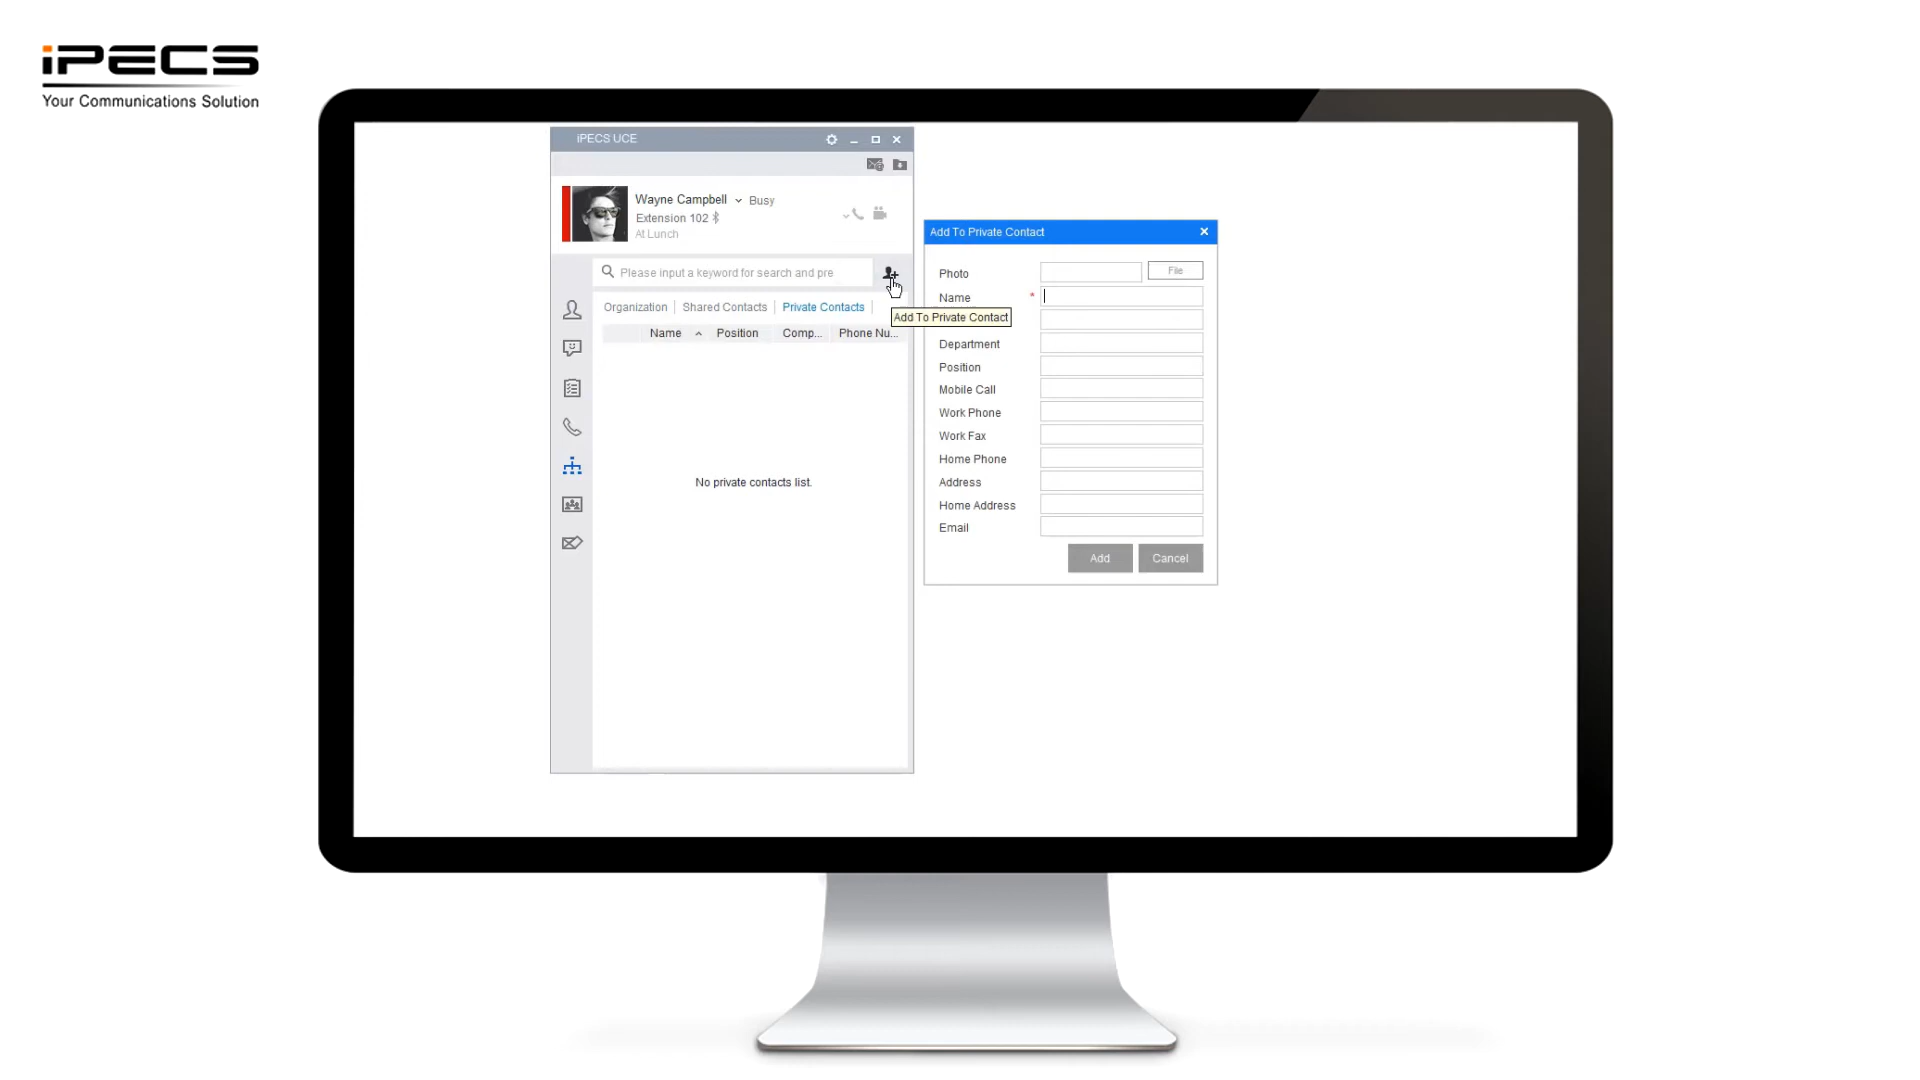 iPECS
Your Communications Solution
iPECS UCE
Wayne Campbell Busy
Extension 102
At Lunch
Please input a keyword for search and pre
Organization Shared Contacts Private Contacts
Name Position Comp... Phone Nu...
No private contacts list.
Add To Private Contact
Add To Private Contact
Photo File
Name *
Department
Position
Mobile Call
Work Phone
Work Fax
Home Phone
Address
Home Address
Email
Add Cancel